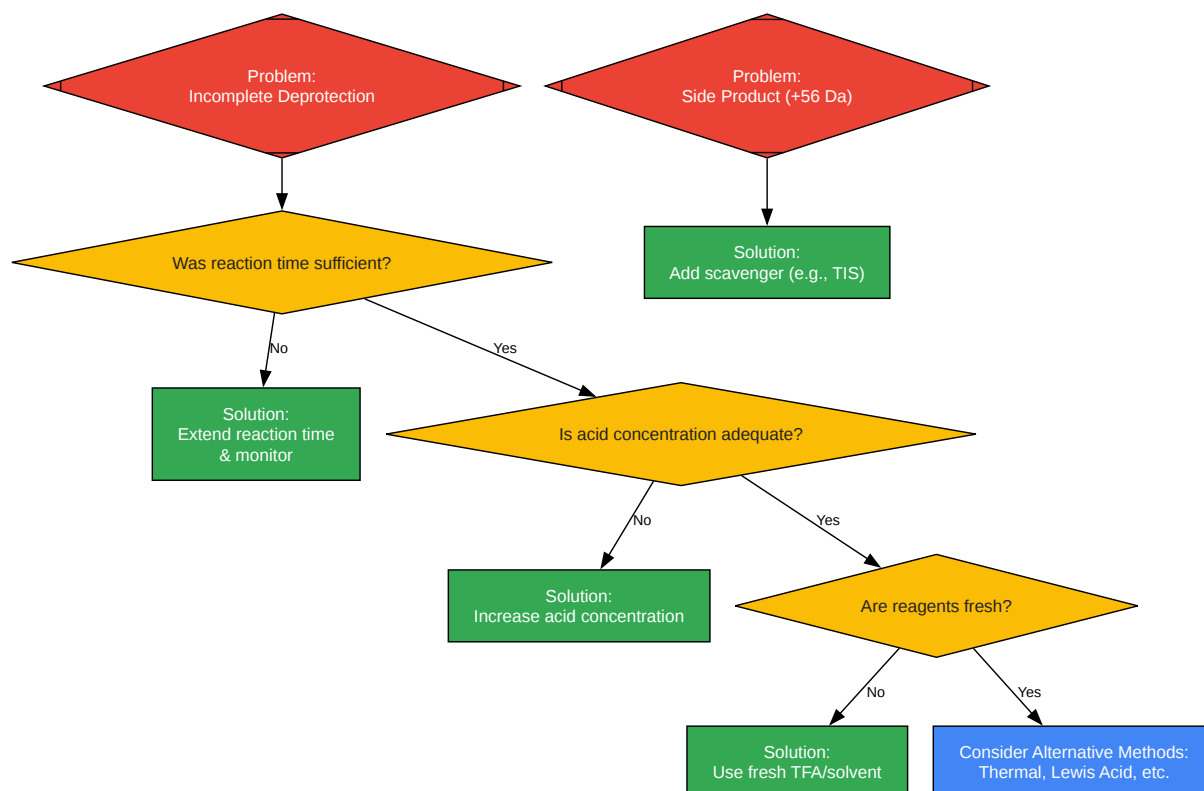 Problem:
Incomplete Deprotection
Problem:
Side Product (+56 Da)
Was reaction time sufficient?
Solution:
Add scavenger (e.g., TIS)
No
Yes
Solution:
Extend reaction time
& monitor
Is acid concentration adequate?
No
Yes
Solution:
Increase acid concentration
Are reagents fresh?
No
Yes
Solution:
Use fresh TFA/solvent
Consider Alternative Methods:
Thermal, Lewis Acid, etc.